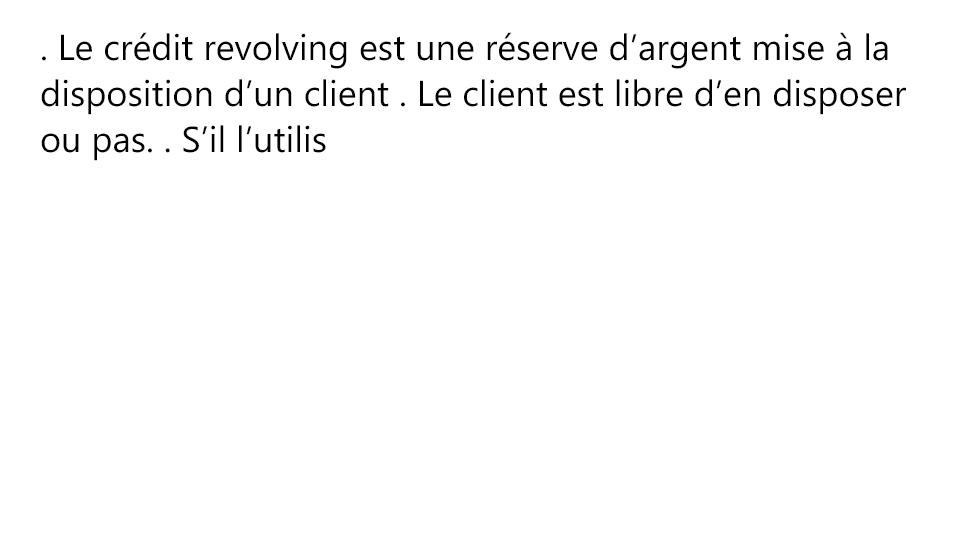 . Le crédit revolving est une réserve d’argent mise à la
disposition d’un client . Le client est libre d’en disposer
ou pas. . S’il l’utilis